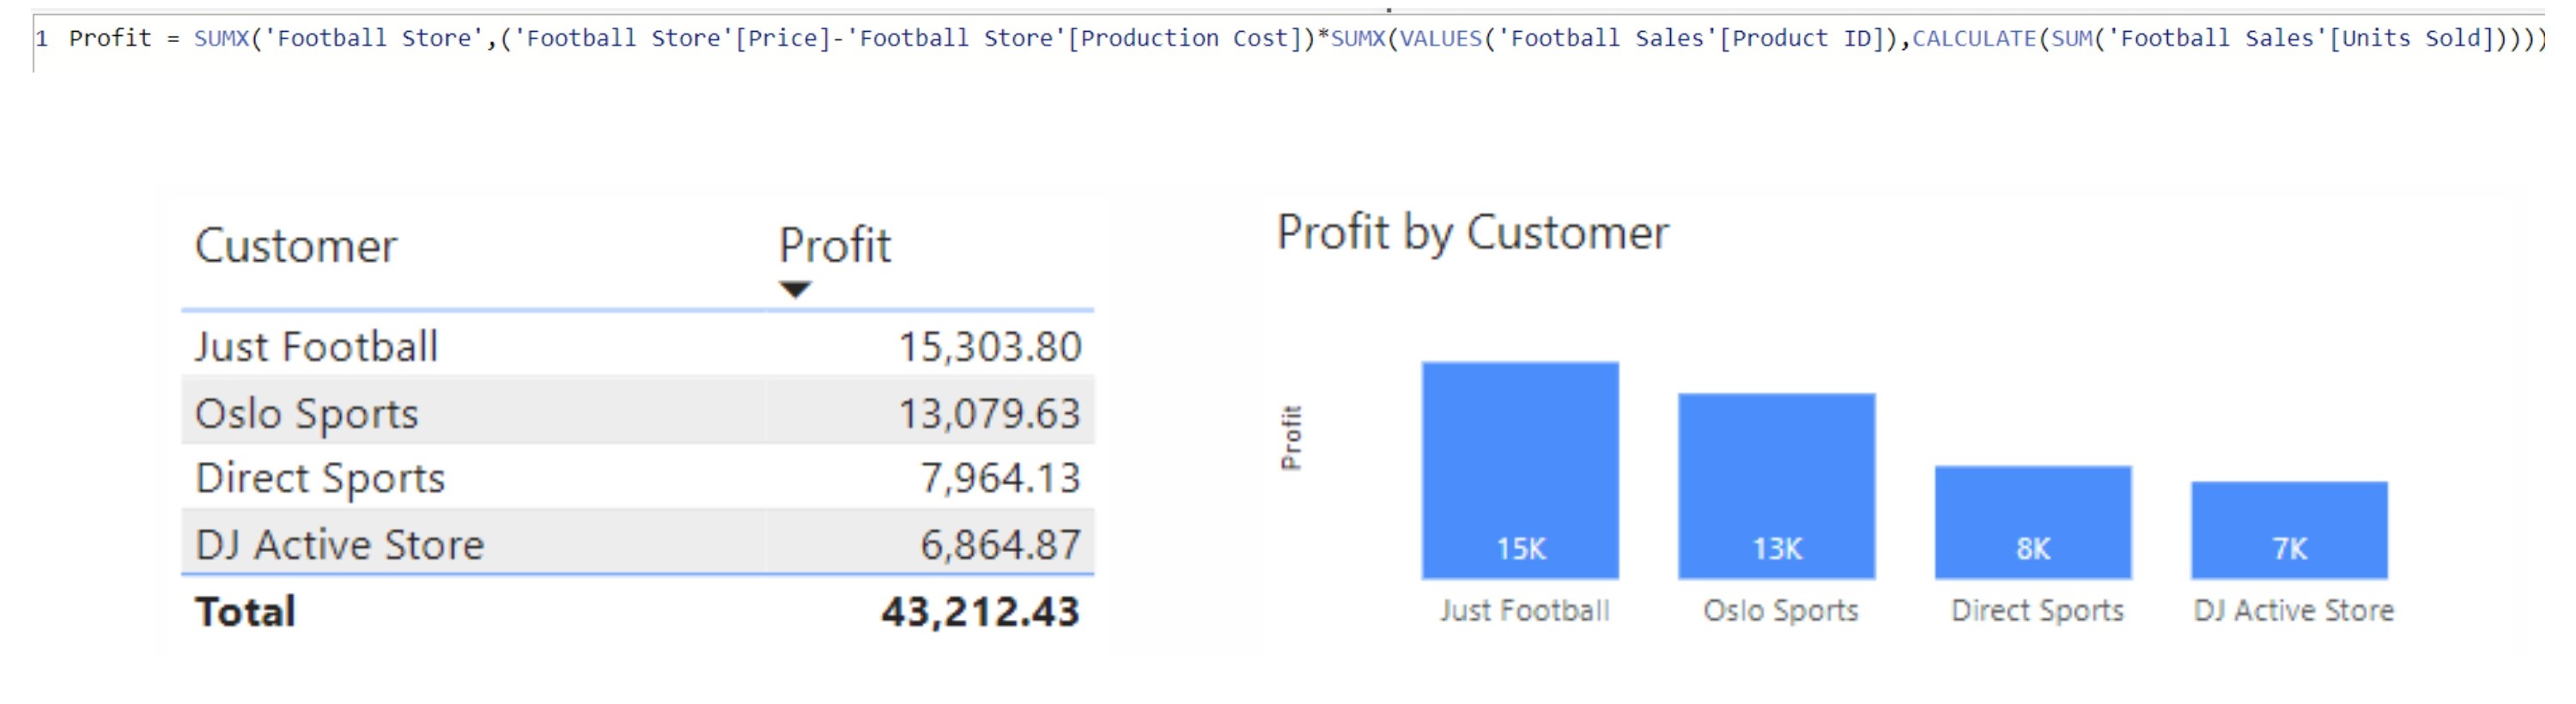 1 Profit = SUMX('Football Store',('Football Store'[Price]-'Football Store'[Production Cost])*SUMX(VALUES('Football Sales'[Product ID]),CALCULATE(SUM('Football Sales'[Units Sold]))))
Customer Profit
Just Football 15,303.80
Oslo Sports 13,079.63
Direct Sports 7,964.13
DJ Active Store 6,864.87
Total 43,212.43
Profit by Customer
Profit
15K 13K 8K 7K
Just Football Oslo Sports Direct Sports DJ Active Store